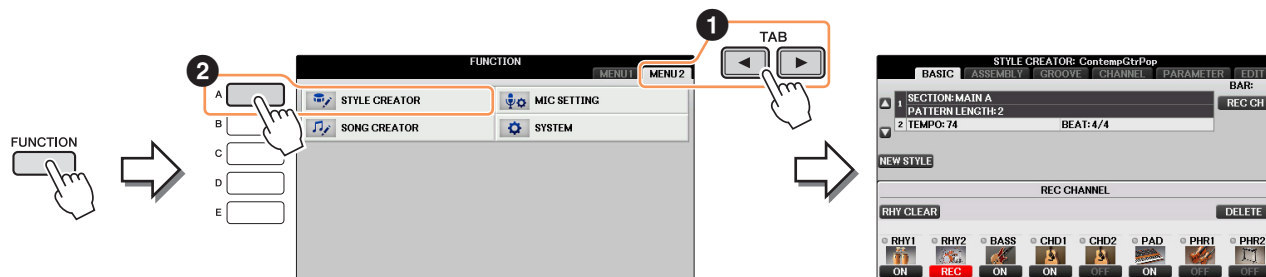 FUNCTION
2
A
B
C
D
E
FUNCTION
MENU1 MENU2
STYLE CREATOR
MIC SETTING
SONG CREATOR
SYSTEM
1
TAB
STYLE CREATOR: ContempGtrPop
BASIC ASSEMBLY GROOVE CHANNEL PARAMETER EDIT
BAR:
1 SECTION:MAIN A
PATTERN LENGTH:2
REC CH
2 TEMPO:74 BEAT:4/4
NEW STYLE
REC CHANNEL
RHY CLEAR
DELETE
RHY1 RHY2 BASS CHD1 CHD2 PAD PHR1 PHR2
ON REC ON ON OFF ON OFF OFF